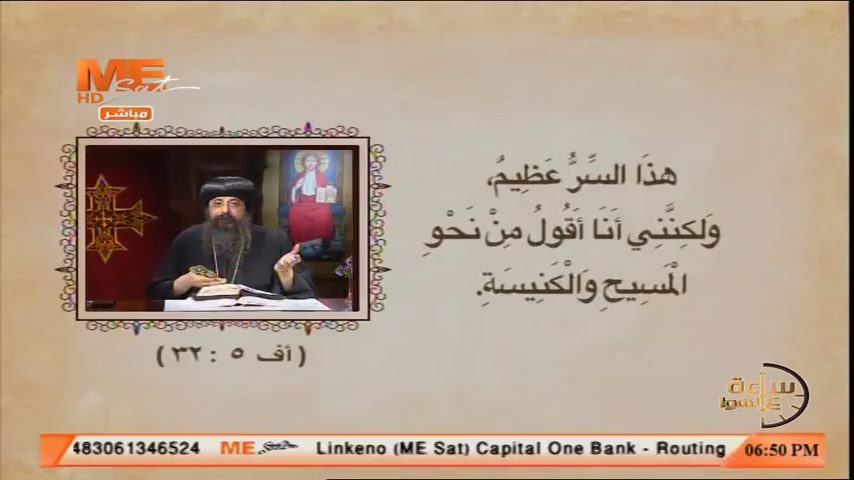 ME
Sat
HD
مباشر
هذَا السِّرُّ عَظِيمٌ،
وَلكِنَّنِي أَنَا أَقُولُ مِنْ نَحْوِ
الْمَسِيحِ وَالْكَنِيسَةِ.
( أف ٥ : ٣٢ )
ساعة
عالهوا
483061346524 ME Sat Linkeno (ME Sat) Capital One Bank - Routing
06:50 PM